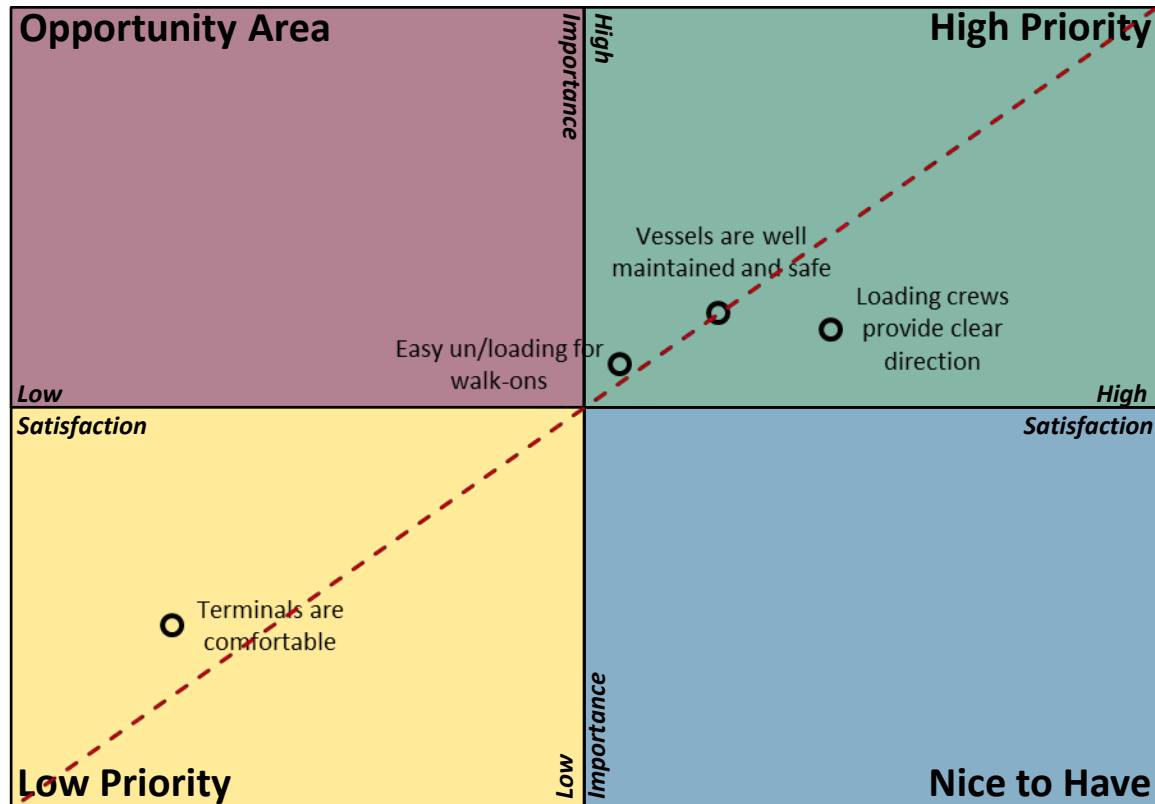 Opportunity Area
Importance
High
High Priority
Vessels are well
maintained and safe
Loading crews
provide clear
direction
Easy un/loading for
walk-ons
Low
High
Satisfaction
Satisfaction
Terminals are
comfortable
Low
Importance
Low Priority
Nice to Have